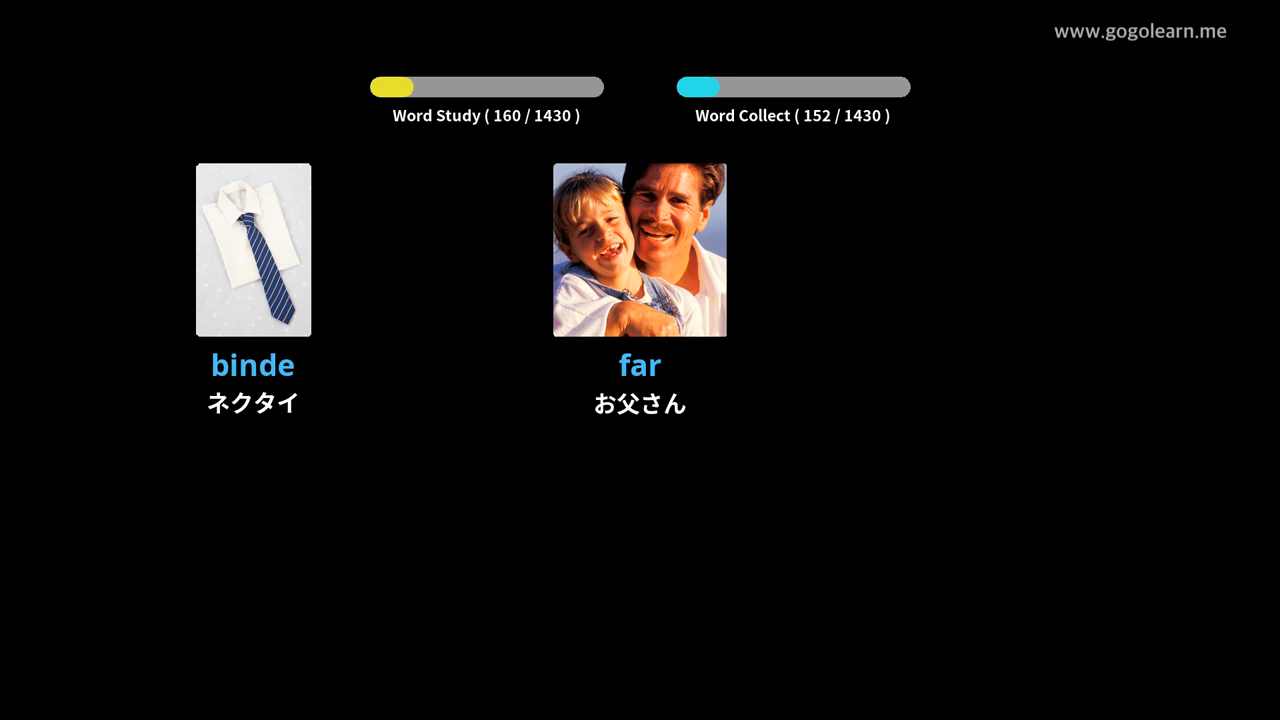 www.gogolearn.me
Word Study ( 160 / 1430 )
Word Collect ( 152 / 1430 )
binde
ネクタイ
far
お父さん